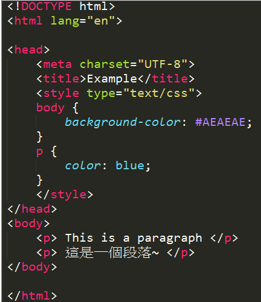 <!DOCTYPE html>
<html lang="en">
<head>
<meta charset="UTF-8">
<title>Example</title>
<style type="text/css">
body {
background-color: #AEAEAE;
}
p {
color: blue;
}
</style>
</head>
<body>
<p> This is a paragraph </p>
<p> 這是一個段落~ </p>
</body>
</html>